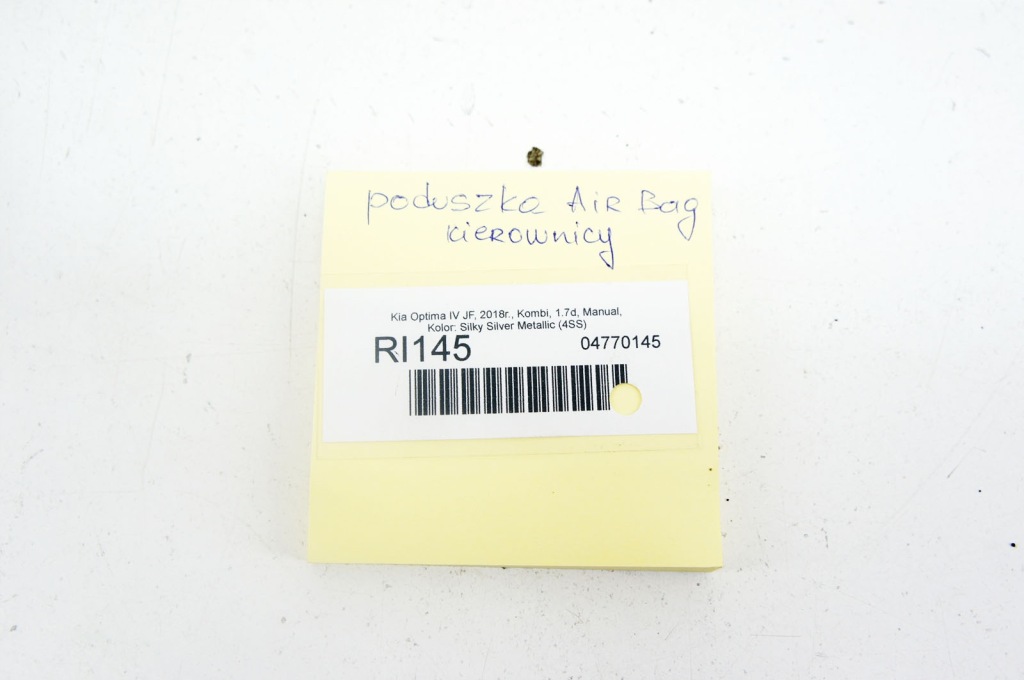 poduszka Air Bag
kierownicy
Kia Optima IV JF, 2018r., Kombi, 1.7d, Manual,
Kolor: Silky Silver Metallic (4SS)
RI145 04770145